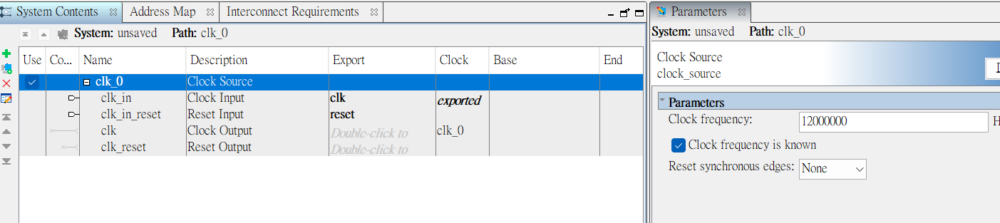 System Contents Address Map Interconnect Requirements
System: unsaved Path: clk_0
Use Co... Name Description Export Clock Base End
clk_0 Clock Source
clk_in Clock Input clk exported
clk_in_reset Reset Input reset
clk Clock Output Double-click to clk_0
clk_reset Reset Output Double-click to
Parameters
System: unsaved Path: clk_0
Clock Source
clock_source
Parameters
Clock frequency: 12000000 H
Clock frequency is known
Reset synchronous edges: None